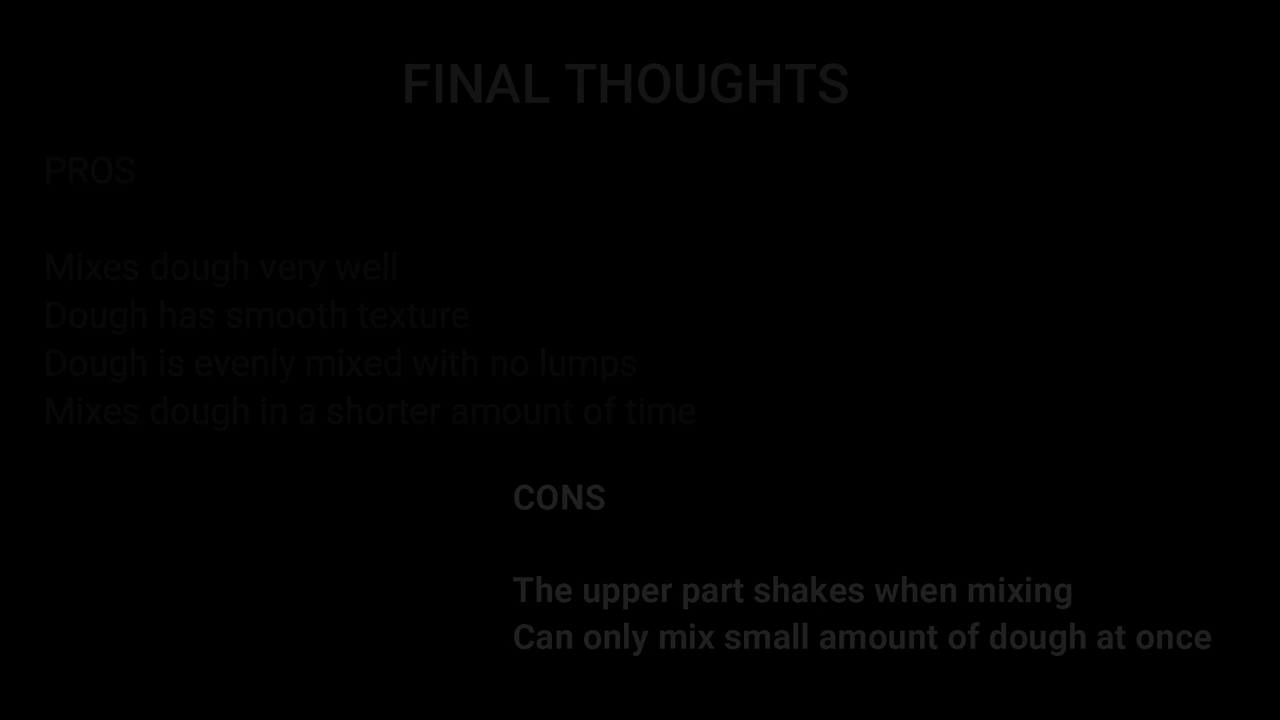 FINAL THOUGHTS
PROS
Mixes dough very well
Dough has smooth texture
Dough is evenly mixed with no lumps
Mixes dough in a shorter amount of time
CONS
The upper part shakes when mixing
Can only mix small amount of dough at once